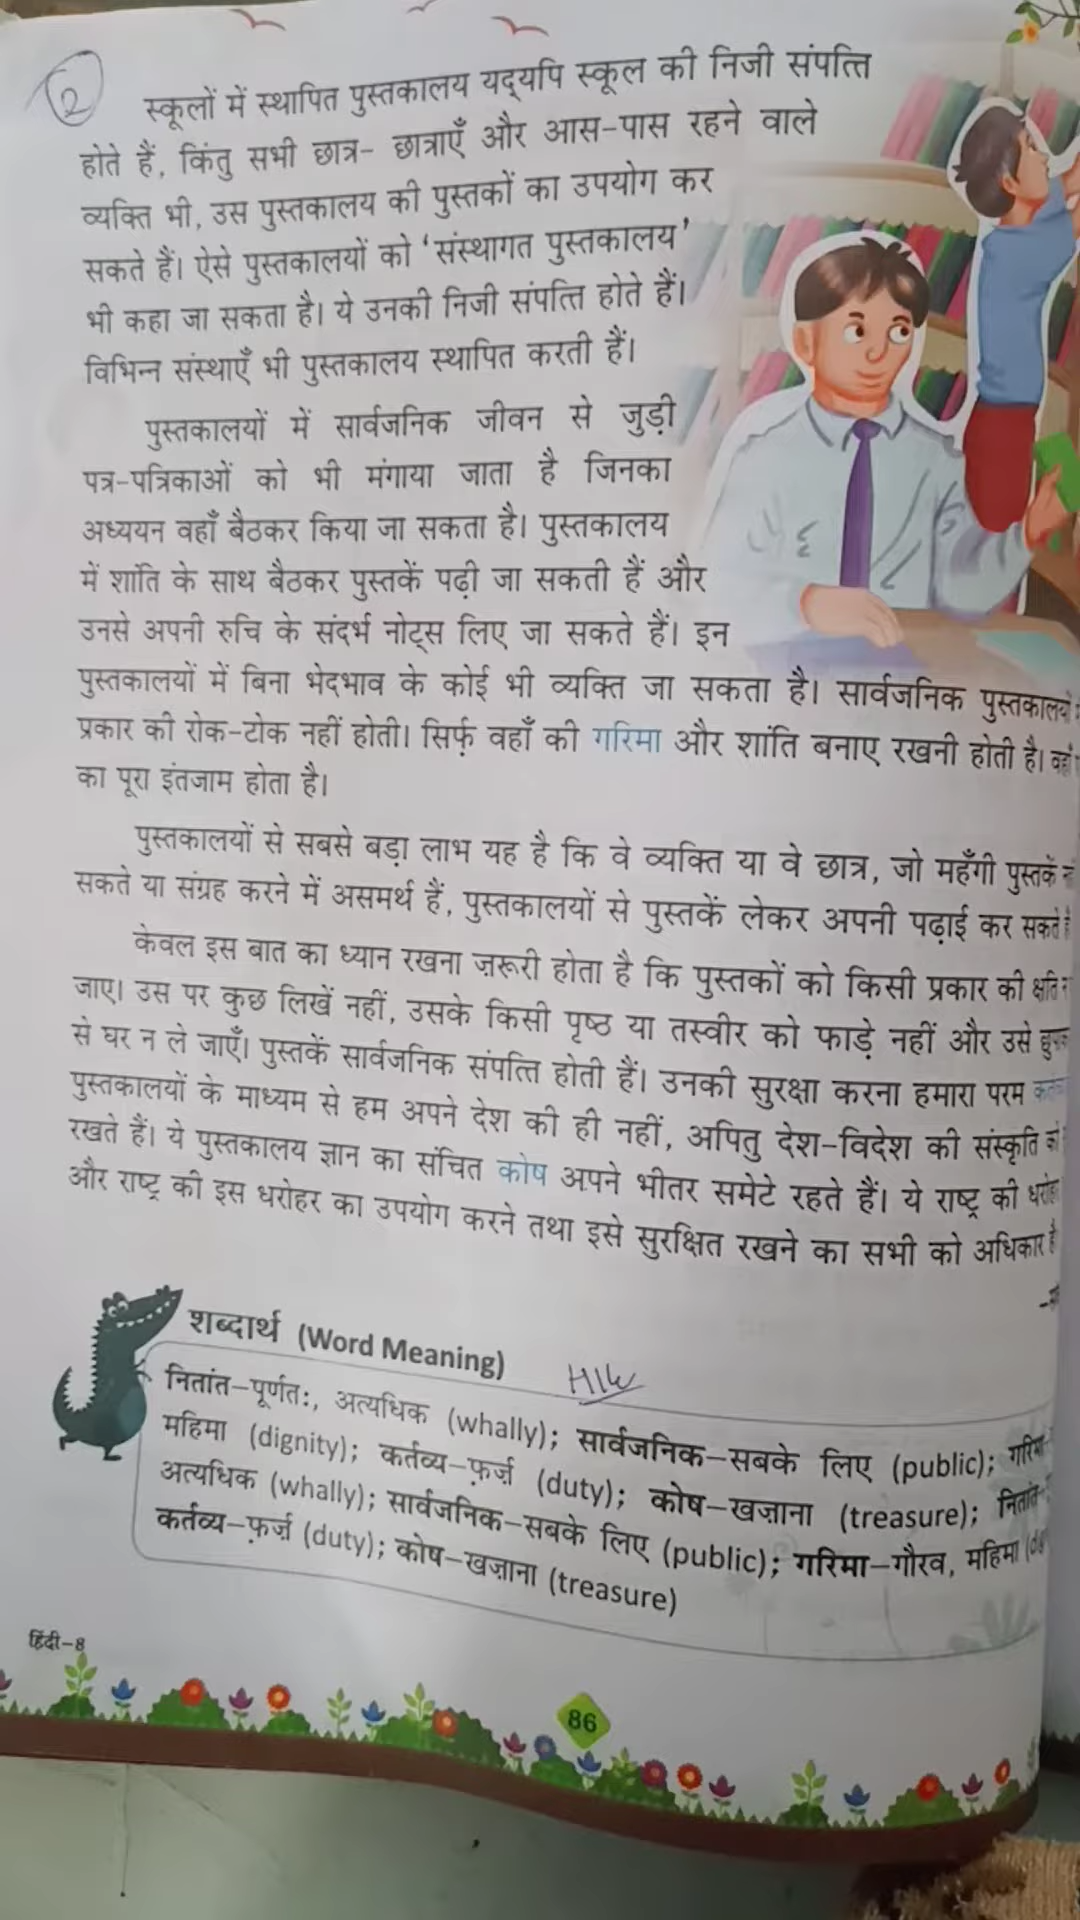 2
स्कूलों में स्थापित पुस्तकालय यद्यपि स्कूल की निजी संपत्ति
होते हैं, किंतु सभी छात्र- छात्राएँ और आस-पास रहने वाले
व्यक्ति भी, उस पुस्तकालय की पुस्तकों का उपयोग कर
सकते हैं। ऐसे पुस्तकालयों को ‘संस्थागत पुस्तकालय’
भी कहा जा सकता है। ये उनकी निजी संपत्ति होते हैं।
विभिन्न संस्थाएँ भी पुस्तकालय स्थापित करती हैं।
पुस्तकालयों में सार्वजनिक जीवन से जुड़ी
पत्र-पत्रिकाओं को भी मंगाया जाता है जिनका
अध्ययन वहाँ बैठकर किया जा सकता है। पुस्तकालय
में शांति के साथ बैठकर पुस्तकें पढ़ी जा सकती हैं और
उनसे अपनी रुचि के संदर्भ नोट्स लिए जा सकते हैं। इन
पुस्तकालयों में बिना भेदभाव के कोई भी व्यक्ति जा सकता है। सार्वजनिक
प्रकार की रोक-टोक नहीं होती। सिर्फ़ वहाँ की गरिमा और शांति बनाए रखनी होती है। वहाँ
का पूरा इंतजाम होता है।
पुस्तकालयों से सबसे बड़ा लाभ यह है कि वे व्यक्ति या वे छात्र, जो महँगी पुस्तकें
सकते या संग्रह करने में असमर्थ हैं, पुस्तकालयों से पुस्तकें लेकर अपनी पढ़ाई कर सकते
केवल इस बात का ध्यान रखना ज़रूरी होता है कि पुस्तकों को किसी प्रकार की क्षति
जाए। उस पर कुछ लिखें नहीं, उसके किसी पृष्ठ या तस्वीर को फाड़े नहीं और उसे
से घर न ले जाएँ। पुस्तकें सार्वजनिक संपत्ति होती हैं। उनकी सुरक्षा करना हमारा परम
पुस्तकालयों के माध्यम से हम अपने देश की ही नहीं, अपितु देश-विदेश की संस्कृति को
रखते हैं। ये पुस्तकालय ज्ञान का संचित कोष अपने भीतर समेटे रहते हैं। ये राष्ट्र की
और राष्ट्र की इस धरोहर का उपयोग करने तथा इसे सुरक्षित रखने का सभी को अधिकार
शब्दार्थ (Word Meaning)
H/W
नितांत-पूर्णतः, अत्यधिक (whally); सार्वजनिक-सबके लिए (public);
महिमा (dignity); कर्तव्य-फ़र्ज़ (duty); कोष-खज़ाना (treasure); नितांत-
अत्यधिक (whally); सार्वजनिक-सबके लिए (public); गरिमा-गौरव, महिमा
कर्तव्य-फ़र्ज़ (duty); कोष-खज़ाना (treasure)
हिंदी-8
86